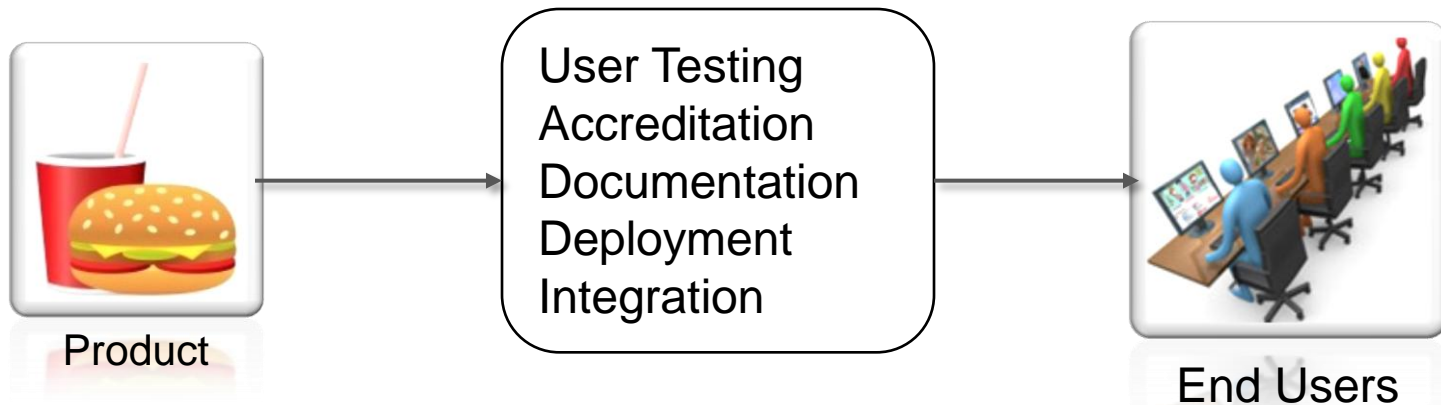 User Testing
Accreditation
Documentation
Deployment
Integration
Product
End Users